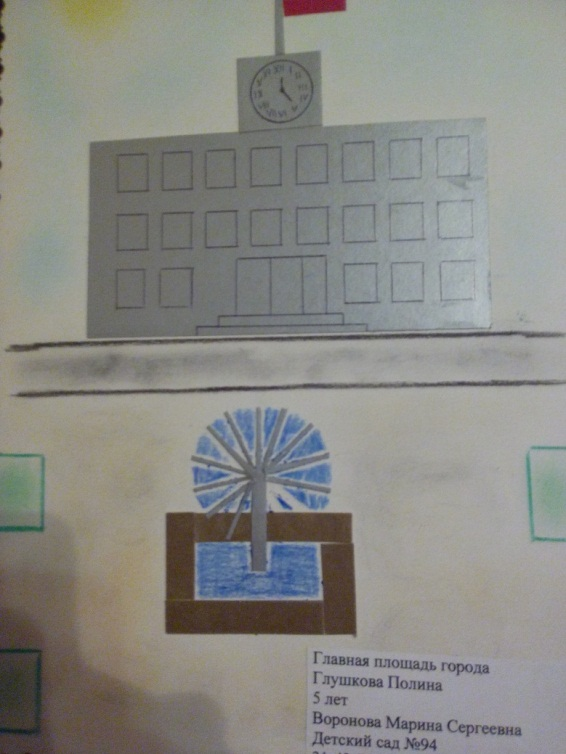 Главная площадь города
Глушкова Полина
5 лет
Воронова Марина Сергеевна
Детский сад №94